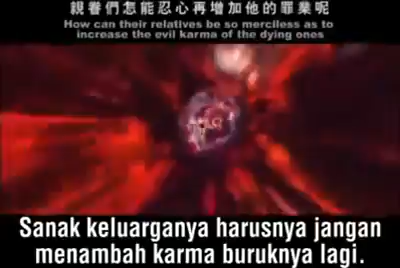 親眷們怎能忍心再增加他的罪業呢
How can their relatives be so merciless as to
increase the evil karma of the dying ones
Sanak keluarganya harusnya jangan
menambah karma buruknya lagi.